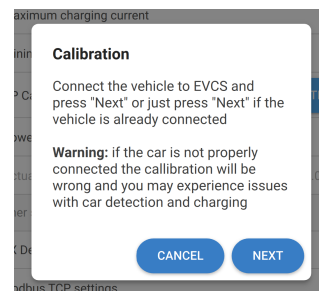 aximum charging current
Calibration
Connect the vehicle to EVCS and
press "Next" or just press "Next" if the
vehicle is already connected
Warning: if the car is not properly
connected the callibration will be
wrong and you may experience issues
with car detection and charging
CANCEL NEXT
odbus TCP settings